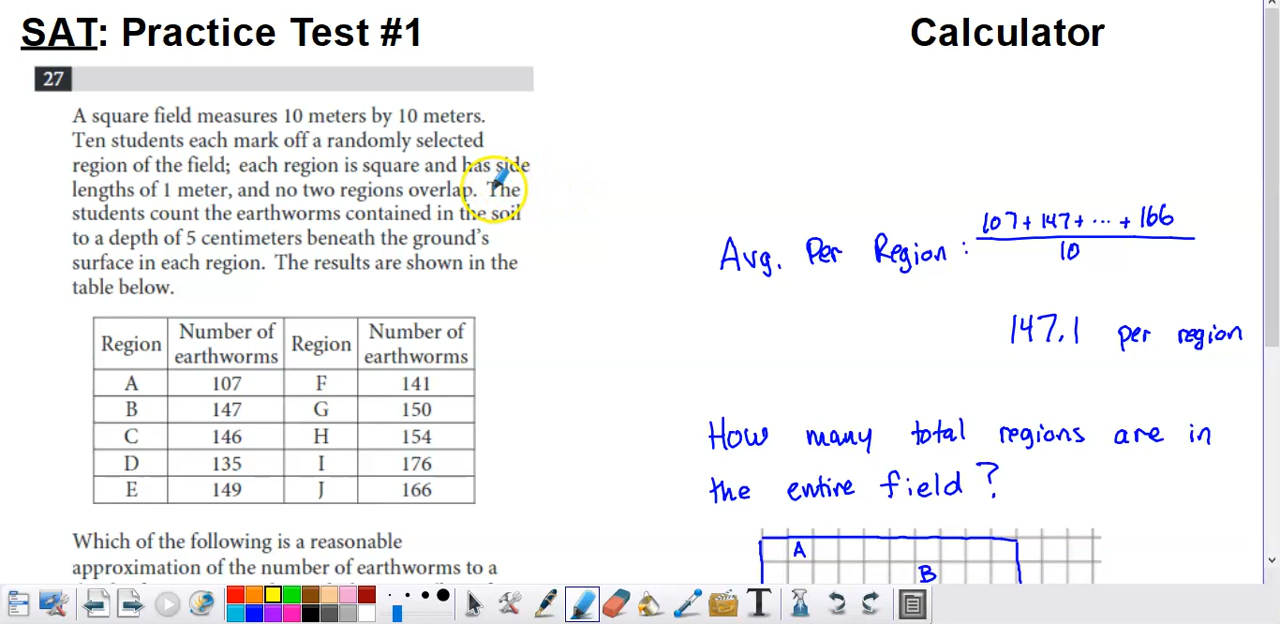 SAT: Practice Test #1
Calculator
27
A square field measures 10 meters by 10 meters.
Ten students each mark off a randomly selected
region of the field; each region is square and has side
lengths of 1 meter, and no two regions overlap. The
students count the earthworms contained in the soil
to a depth of 5 centimeters beneath the ground's
surface in each region. The results are shown in the
table below.
Region Number of earthworms Region Number of earthworms
A 107 F 141
B 147 G 150
C 146 H 154
D 135 I 176
E 149 J 166
Which of the following is a reasonable
approximation of the number of earthworms to a
107 + 147 + ... + 166
Avg. Per Region :
10
147.1 per region
How many total regions are in
the entire field?
A
B
T